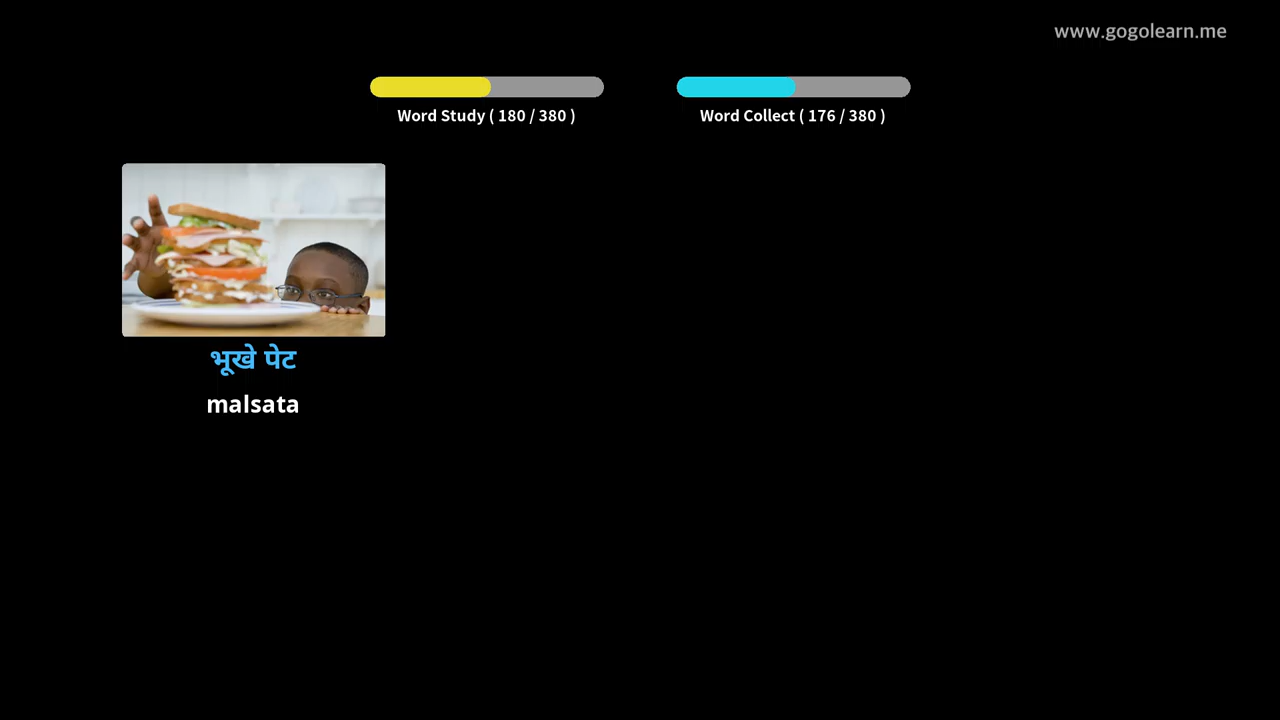 www.gogolearn.me
Word Study ( 180 / 380 )
Word Collect ( 176 / 380 )
भूखे पेट
malsata